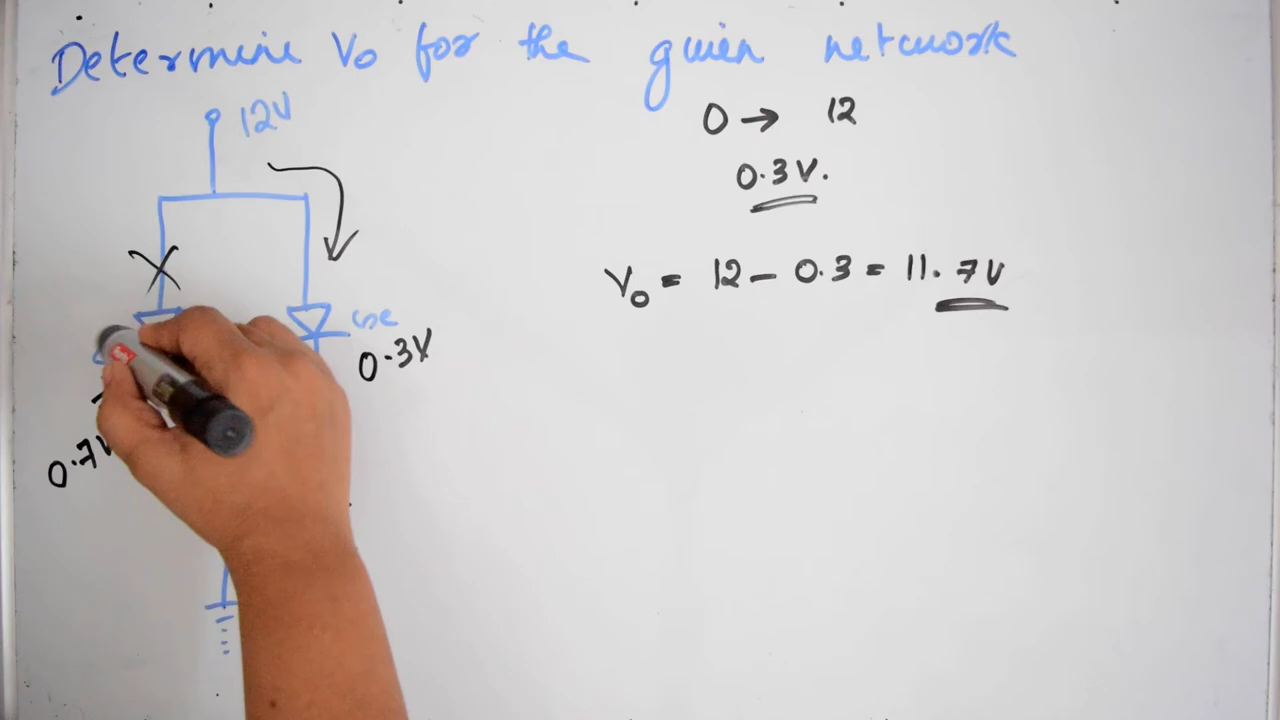 Determine Vo for the given network
12V
0 → 12
0.3V.
Vo = 12 - 0.3 = 11.7V
Ge
0.3V
0.7V